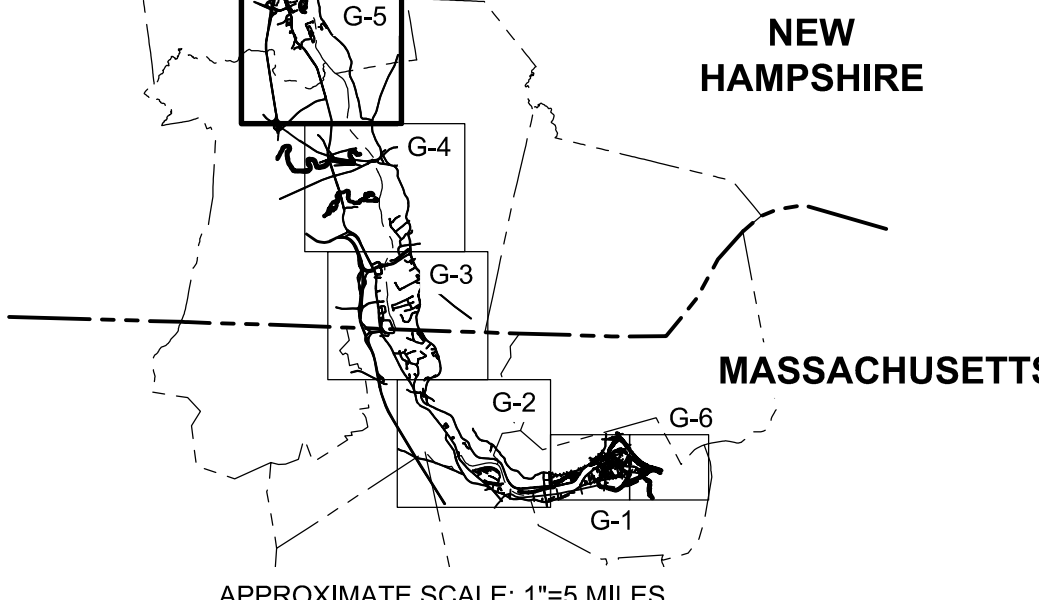 G-5
NEW
HAMPSHIRE
G-4
G-3
MASSACHUSETTS
G-2
G-6
G-1
APPROXIMATE SCALE: 1"=5 MILES